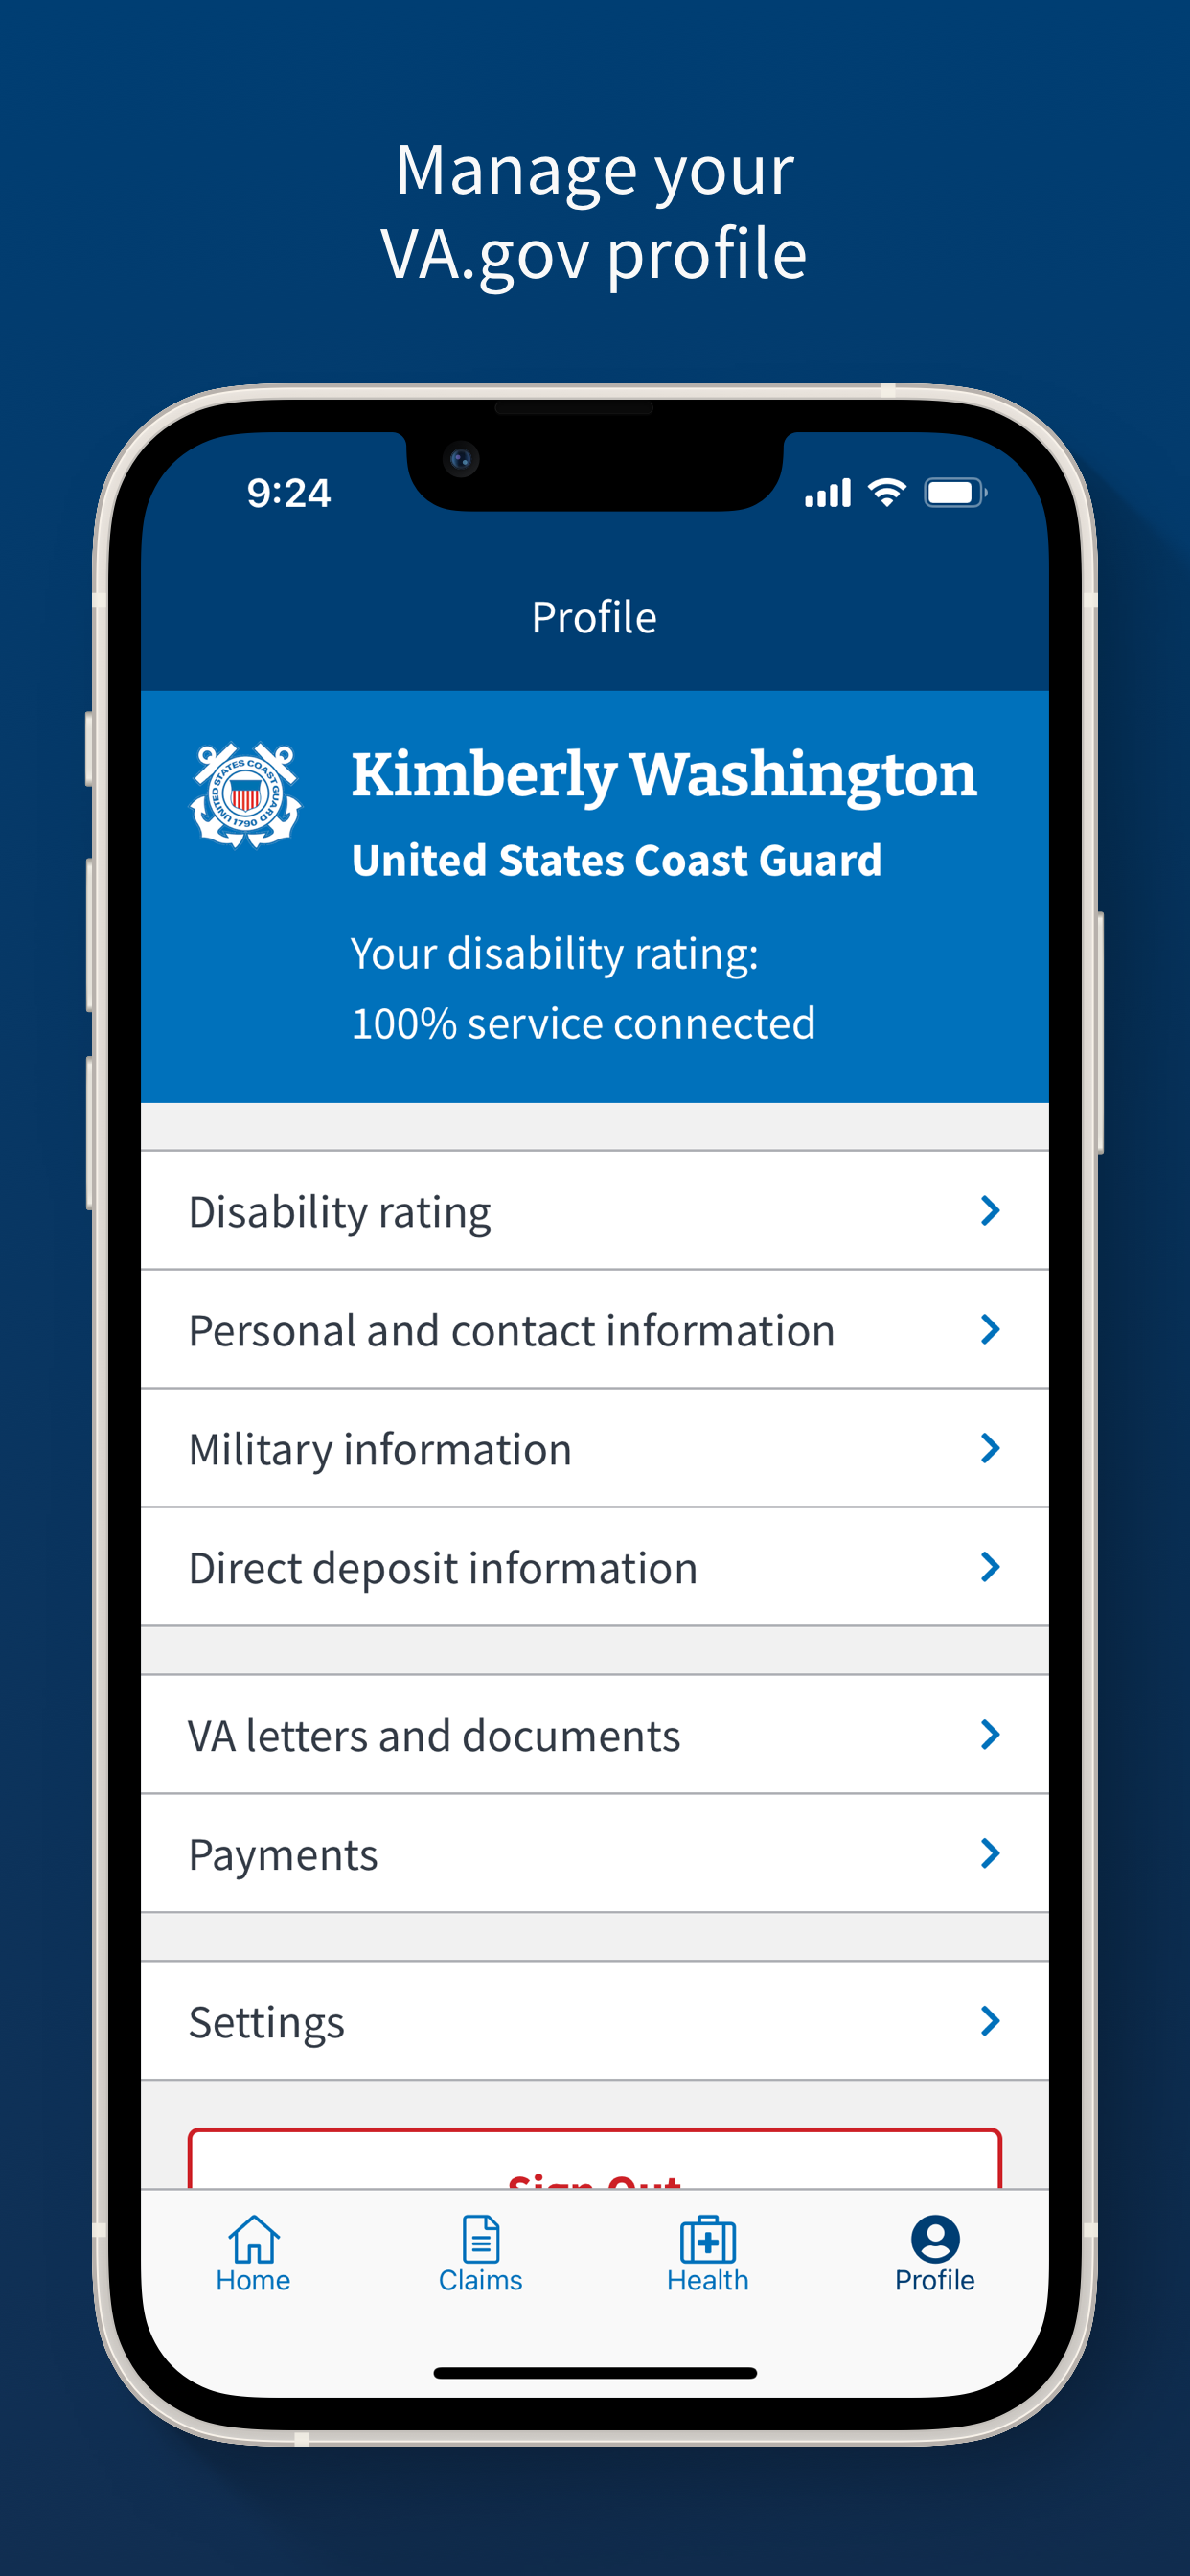 Manage your
VA.gov profile
9:24
Profile
UNITED STATES COAST GUARD 1790
Kimberly Washington
United States Coast Guard
Your disability rating:
100% service connected
Disability rating
Personal and contact information
Military information
Direct deposit information
VA letters and documents
Payments
Settings
Sign Out
Home
Claims
Health
Profile